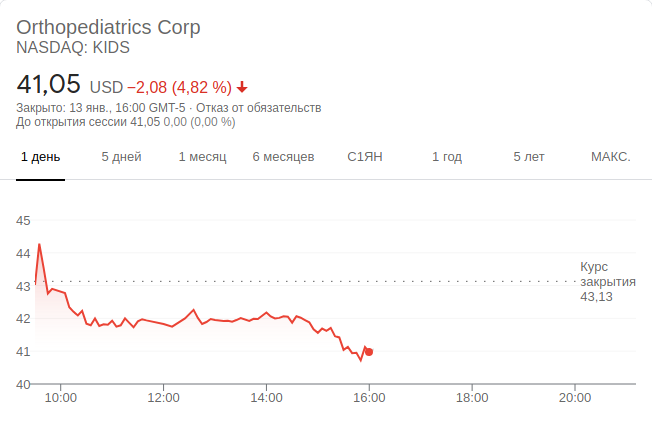 Orthopediatrics Corp
NASDAQ: KIDS
41,05 USD −2,08 (4,82 %)
Закрыто: 13 янв., 16:00 GMT-5 · Отказ от обязательств
До открытия сессии 41,05 0,00 (0,00 %)
1 день 5 дней 1 месяц 6 месяцев С1ЯН 1 год 5 лет МАКС.
45
44
43
42
41
40
Курс
закрытия
43,13
10:00 12:00 14:00 16:00 18:00 20:00